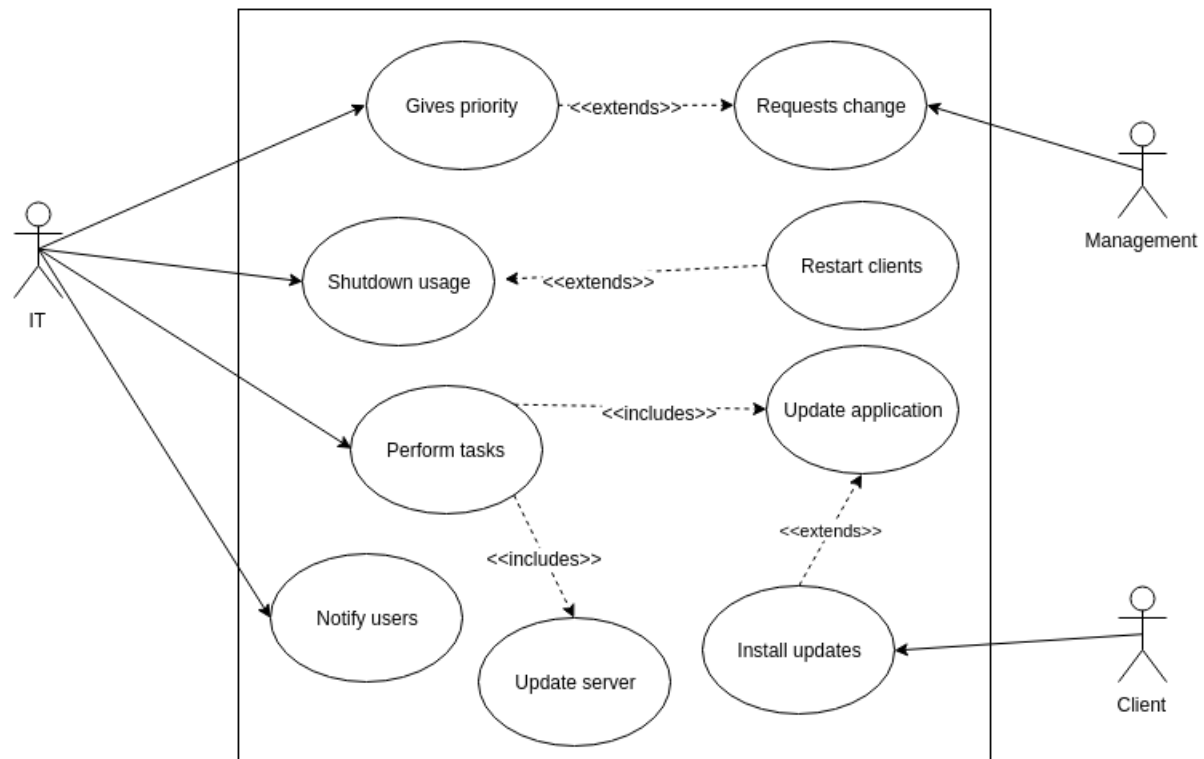 Gives priority
<<extends>>
Requests change
Management
Shutdown usage
<<extends>>
Restart clients
IT
Perform tasks
<<includes>>
Update application
<<includes>>
<<extends>>
Notify users
Update server
Install updates
Client